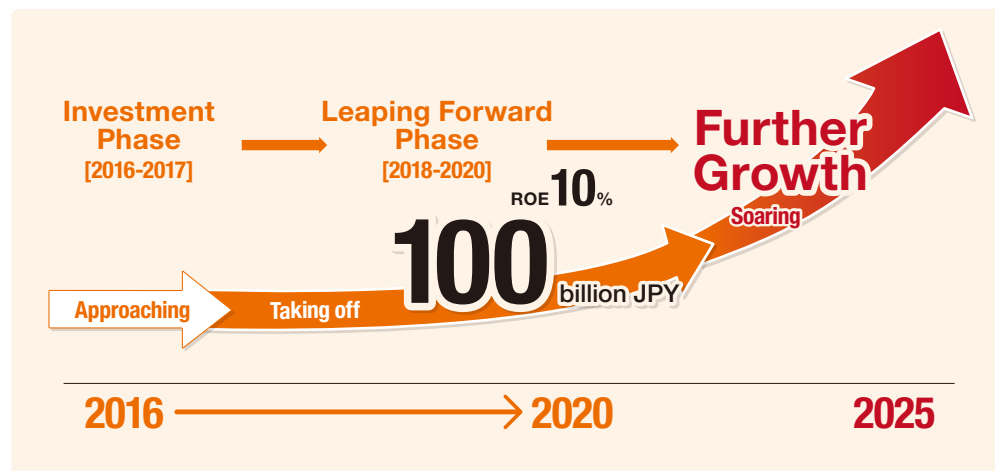 Investment
Phase
[2016-2017]
Leaping Forward
Phase
[2018-2020]
ROE 10%
100
billion JPY
Further
Growth
Soaring
Approaching
Taking off
2016
2020
2025